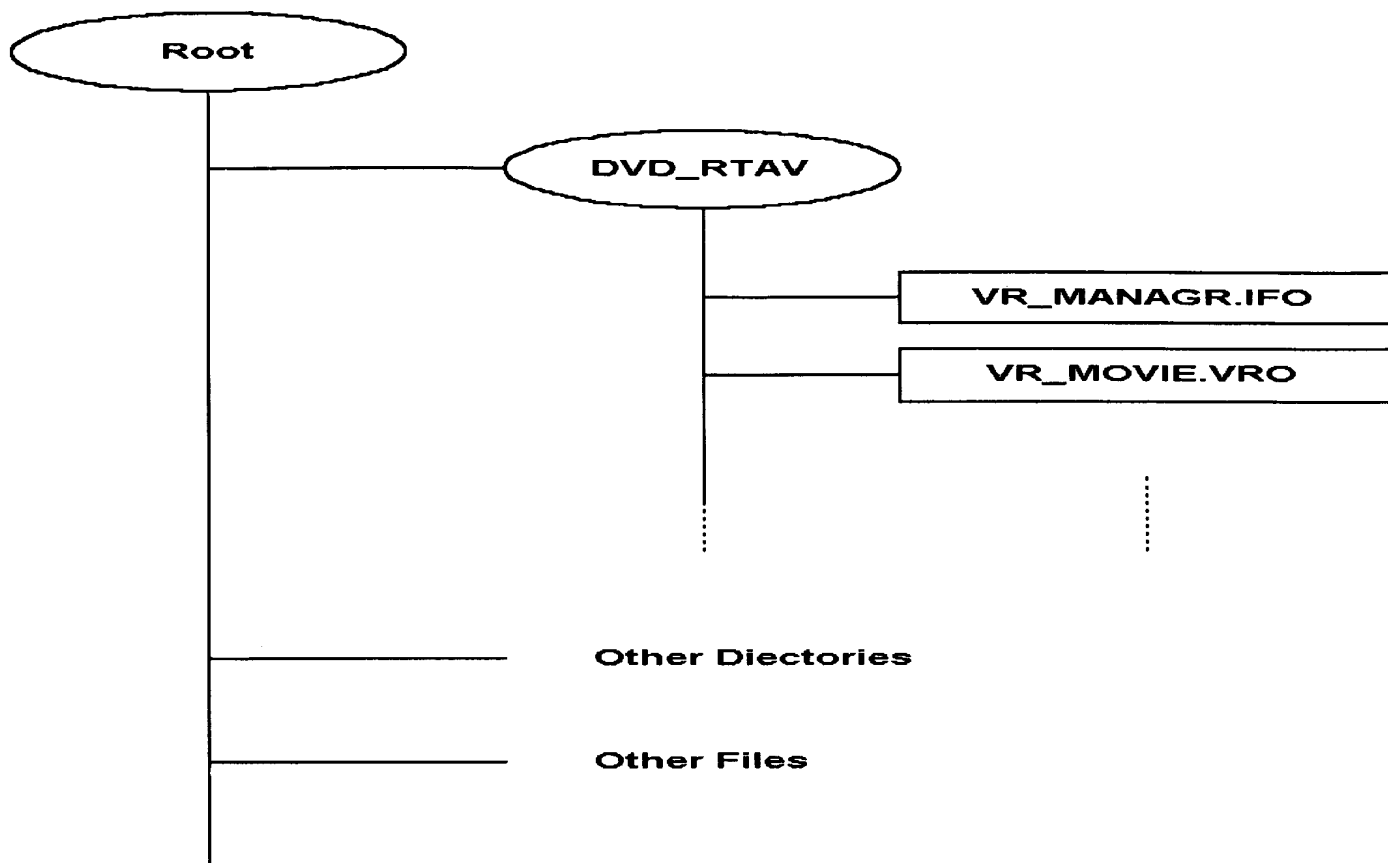 Root
DVD_RTAV
VR_MANAGR.IFO
VR_MOVIE.VRO
Other Diectories
Other Files